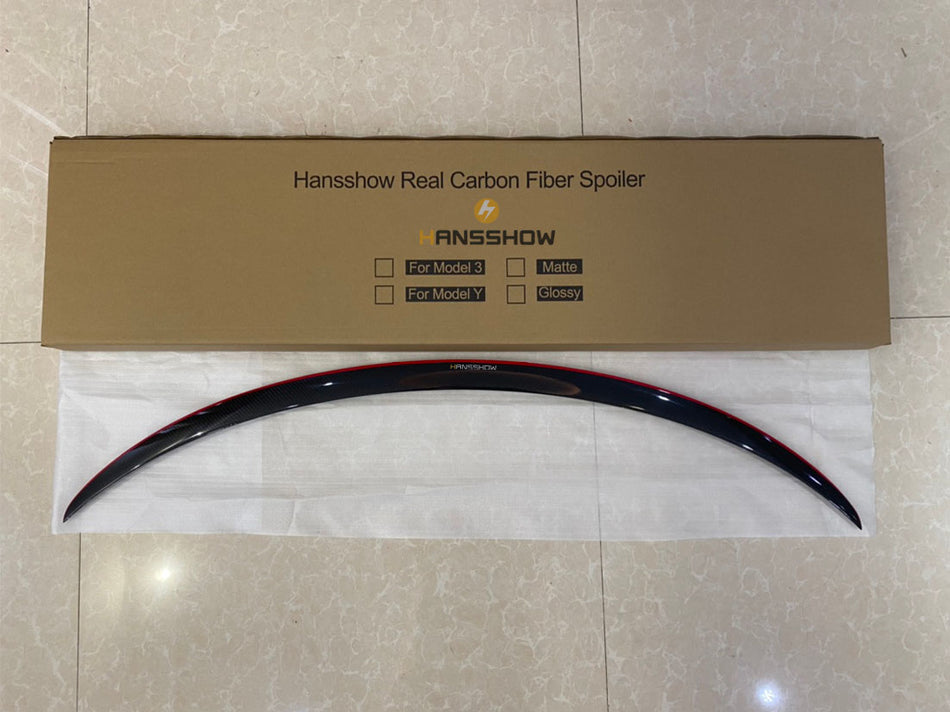 Hansshow Real Carbon Fiber Spoiler
HANSSHOW
For Model 3 Matte
For Model Y Glossy
HANSSHOW